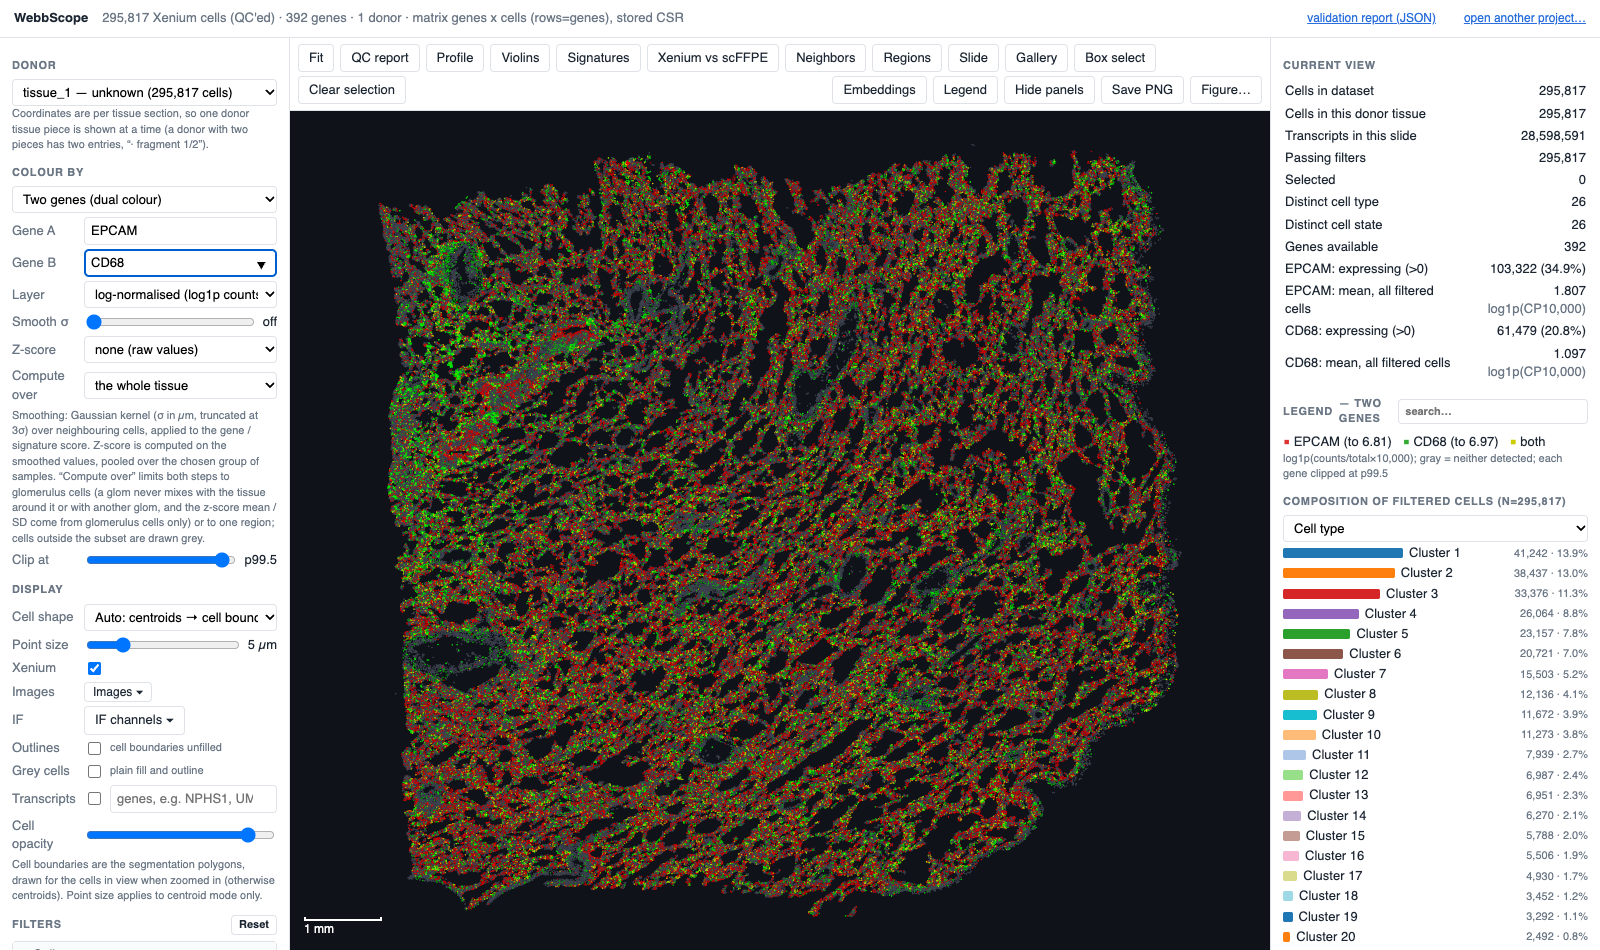 WebbScope 295,817 Xenium cells (QC'ed) · 392 genes · 1 donor · matrix genes x cells (rows=genes), stored CSR validation report (JSON) open another project…
DONOR
tissue_1 — unknown (295,817 cells)
Coordinates are per tissue section, so one donor
tissue piece is shown at a time (a donor with two
pieces has two entries, “· fragment 1/2”).
COLOUR BY
Two genes (dual colour)
Gene A EPCAM
Gene B CD68
Layer log-normalised (log1p counts
Smooth σ off
Z-score none (raw values)
Compute
over the whole tissue
Smoothing: Gaussian kernel (σ in µm, truncated at
3σ) over neighbouring cells, applied to the gene /
signature score. Z-score is computed on the
smoothed values, pooled over the chosen group of
samples. “Compute over” limits both steps to
glomerulus cells (a glom never mixes with the tissue
around it or with another glom, and the z-score mean /
SD come from glomerulus cells only) or to one region;
cells outside the subset are drawn grey.
Clip at p99.5
DISPLAY
Cell shape Auto: centroids → cell bound
Point size 5 µm
Xenium
Images Images
IF IF channels
Outlines cell boundaries unfilled
Grey cells plain fill and outline
Transcripts genes, e.g. NPHS1, UM
Cell
opacity
Cell boundaries are the segmentation polygons,
drawn for the cells in view when zoomed in (otherwise
centroids). Point size applies to centroid mode only.
FILTERS Reset
Fit QC report Profile Violins Signatures Xenium vs scFFPE Neighbors Regions Slide Gallery Box select
Clear selection Embeddings Legend Hide panels Save PNG Figure…
1 mm
CURRENT VIEW
Cells in dataset 295,817
Cells in this donor tissue 295,817
Transcripts in this slide 28,598,591
Passing filters 295,817
Selected 0
Distinct cell type 26
Distinct cell state 26
Genes available 392
EPCAM: expressing (>0) 103,322 (34.9%)
EPCAM: mean, all filtered cells 1.807
log1p(CP10,000)
CD68: expressing (>0) 61,479 (20.8%)
CD68: mean, all filtered cells 1.097
log1p(CP10,000)
LEGEND — TWO GENES search...
EPCAM (to 6.81) CD68 (to 6.97) both
log1p(counts/total×10,000); gray = neither detected; each
gene clipped at p99.5
COMPOSITION OF FILTERED CELLS (N=295,817)
Cell type
Cluster 1 41,242 · 13.9%
Cluster 2 38,437 · 13.0%
Cluster 3 33,376 · 11.3%
Cluster 4 26,064 · 8.8%
Cluster 5 23,157 · 7.8%
Cluster 6 20,721 · 7.0%
Cluster 7 15,503 · 5.2%
Cluster 8 12,136 · 4.1%
Cluster 9 11,672 · 3.9%
Cluster 10 11,273 · 3.8%
Cluster 11 7,939 · 2.7%
Cluster 12 6,987 · 2.4%
Cluster 13 6,951 · 2.3%
Cluster 14 6,270 · 2.1%
Cluster 15 5,788 · 2.0%
Cluster 16 5,506 · 1.9%
Cluster 17 4,930 · 1.7%
Cluster 18 3,452 · 1.2%
Cluster 19 3,292 · 1.1%
Cluster 20 2,492 · 0.8%